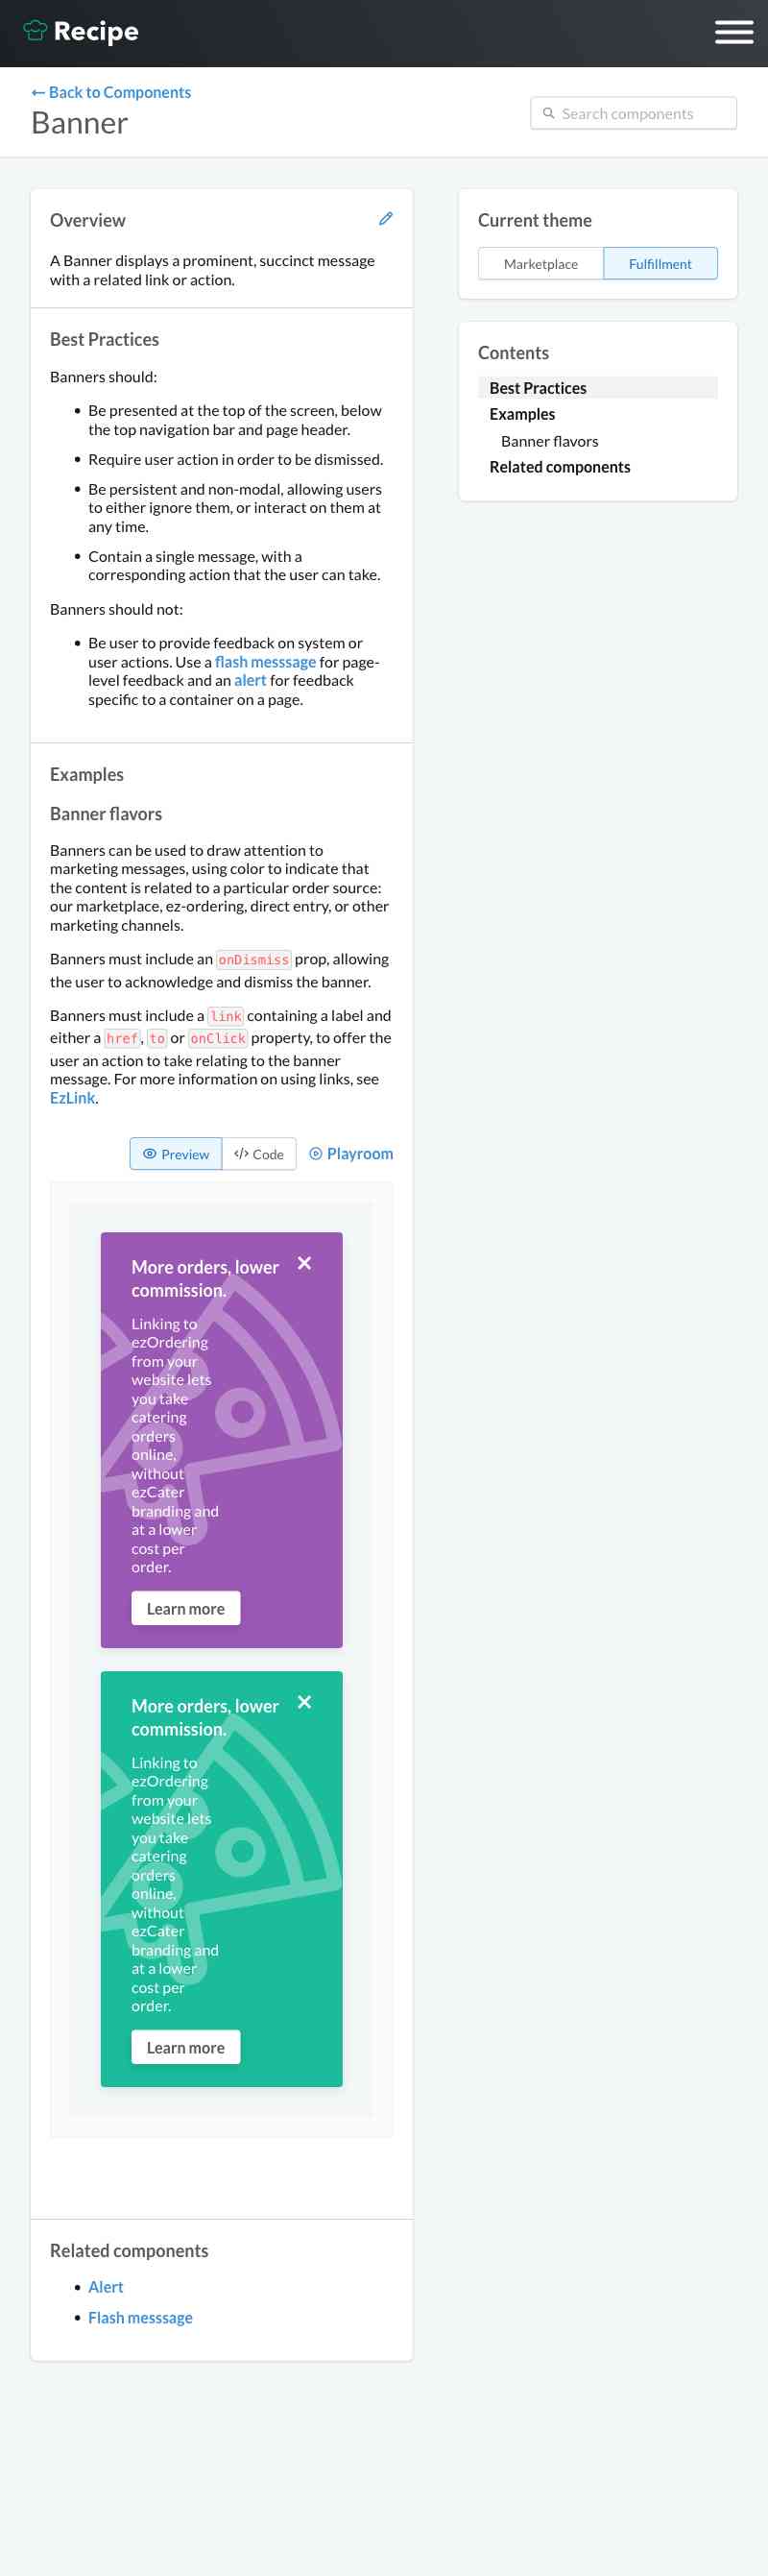 Recipe
← Back to Components
Banner
Search components
Overview
A Banner displays a prominent, succinct message
with a related link or action.
Best Practices
Banners should:
• Be presented at the top of the screen, below
the top navigation bar and page header.
• Require user action in order to be dismissed.
• Be persistent and non-modal, allowing users
to either ignore them, or interact on them at
any time.
• Contain a single message, with a
corresponding action that the user can take.
Banners should not:
• Be user to provide feedback on system or
user actions. Use a flash messsage for page-
level feedback and an alert for feedback
specific to a container on a page.
Examples
Banner flavors
Banners can be used to draw attention to
marketing messages, using color to indicate that
the content is related to a particular order source:
our marketplace, ez-ordering, direct entry, or other
marketing channels.
Banners must include an onDismiss prop, allowing
the user to acknowledge and dismiss the banner.
Banners must include a link containing a label and
either a href, to or onClick property, to offer the
user an action to take relating to the banner
message. For more information on using links, see
EzLink.
Preview
</> Code
Playroom
More orders, lower
commission.
Linking to
ezOrdering
from your
website lets
you take
catering
orders
online,
without
ezCater
branding and
at a lower
cost per
order.
Learn more
More orders, lower
commission.
Linking to
ezOrdering
from your
website lets
you take
catering
orders
online,
without
ezCater
branding and
at a lower
cost per
order.
Learn more
Related components
• Alert
• Flash messsage
Current theme
Marketplace
Fulfillment
Contents
Best Practices
Examples
Banner flavors
Related components